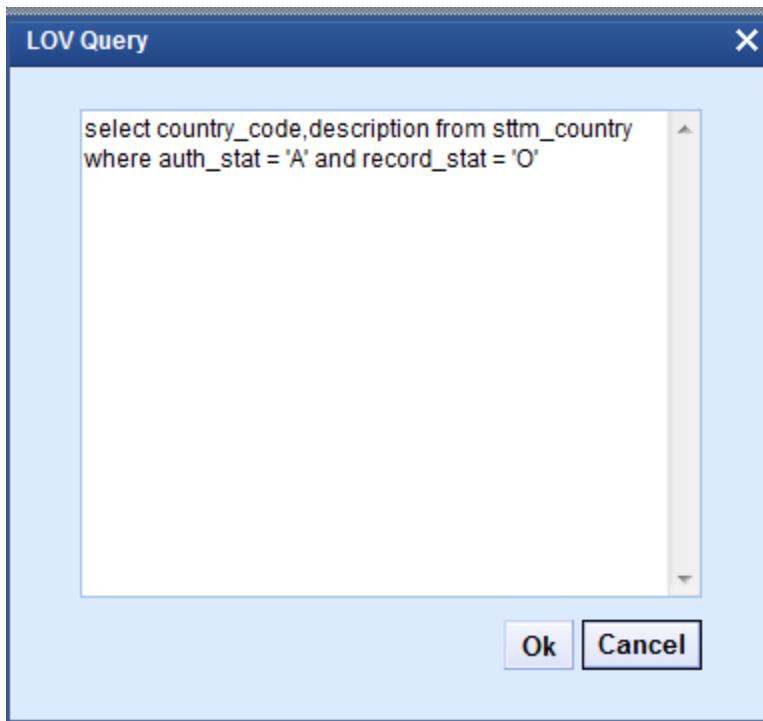 LOV Query
select country_code,description from sttm_country
where auth_stat = 'A' and record_stat = 'O'
Ok Cancel